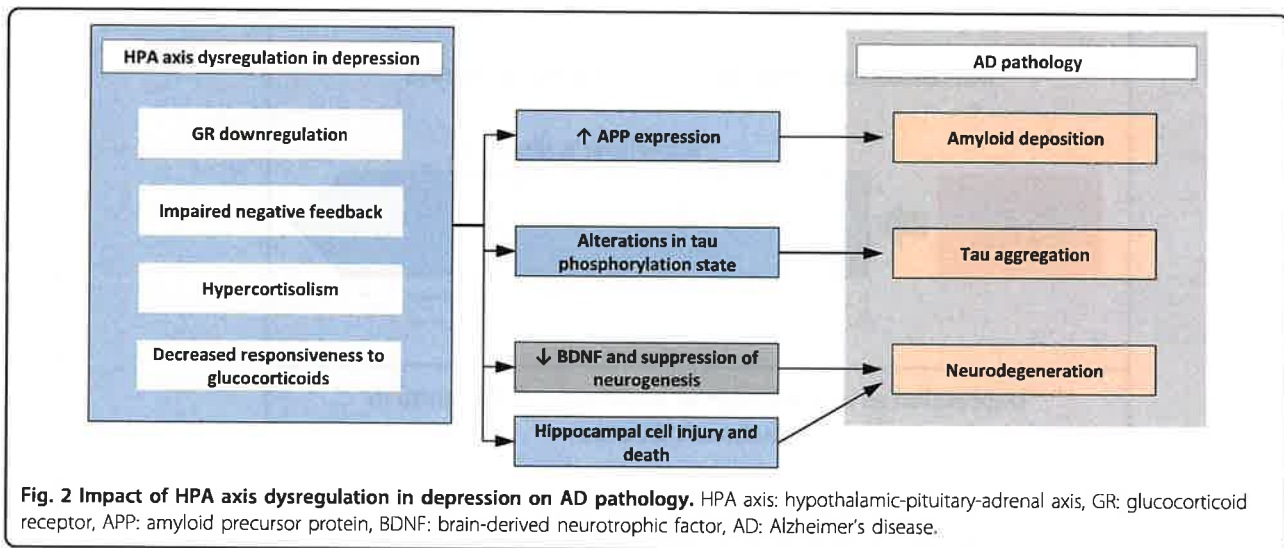 HPA axis dysregulation in depression
GR downregulation
Impaired negative feedback
Hypercortisolism
Decreased responsiveness to
glucocorticoids
↑ APP expression
Alterations in tau
phosphorylation state
↓ BDNF and suppression of
neurogenesis
Hippocampal cell injury and
death
AD pathology
Amyloid deposition
Tau aggregation
Neurodegeneration
Fig. 2 Impact of HPA axis dysregulation in depression on AD pathology. HPA axis: hypothalamic-pituitary-adrenal axis, GR: glucocorticoid
receptor, APP: amyloid precursor protein, BDNF: brain-derived neurotrophic factor, AD: Alzheimer's disease.